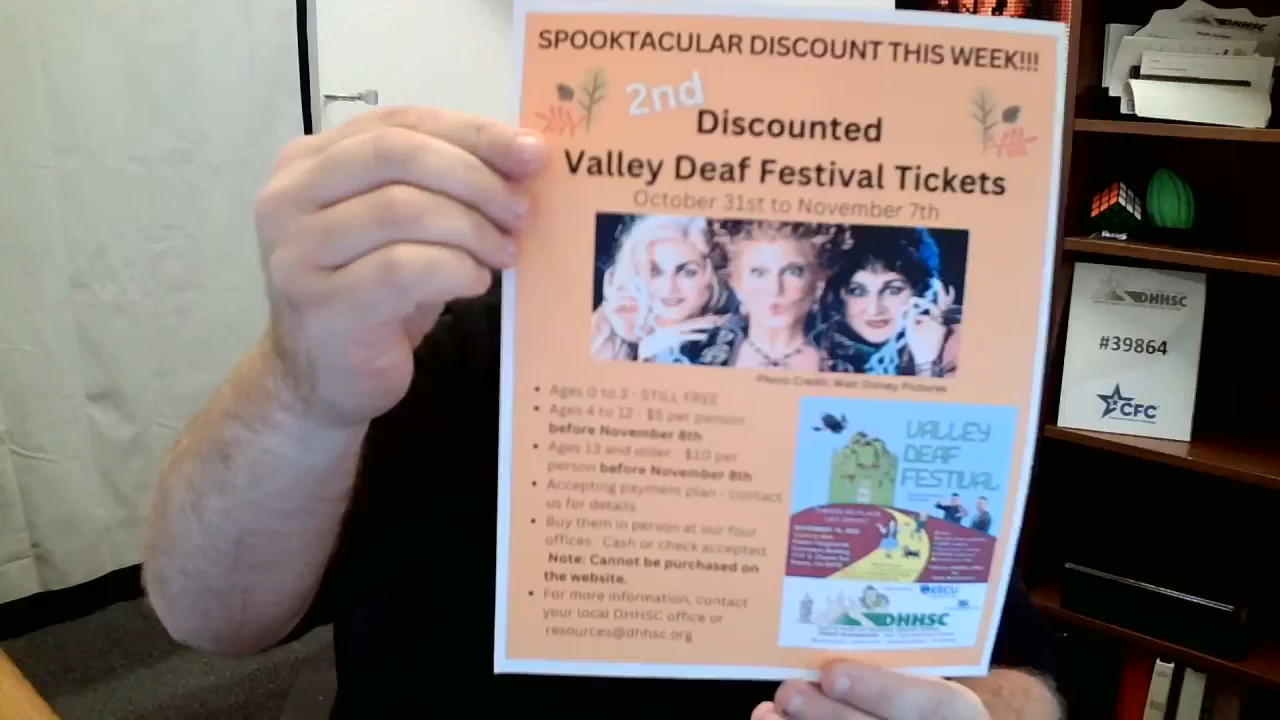 SPOOKTACULAR DISCOUNT THIS WEEK!!!
2nd
Discounted
Valley Deaf Festival Tickets
October 31st to November 7th
Photo Credit: Walt Disney Pictures
• Ages 0 to 3 - STILL FREE
• Ages 4 to 12 - $5 per person
before November 8th
• Ages 13 and older - $10 per
person before November 8th
• Accepting payment plan - contact
us for details
• Buy them in person at our four
offices. Cash or check accepted.
Note: Cannot be purchased on
the website.
• For more information, contact
your local DHHSC office or
resources@dhhsc.org
VALLEY
DEAF
FESTIVAL
DHHSC
DHHSC
DHHSC
#39864
CFC